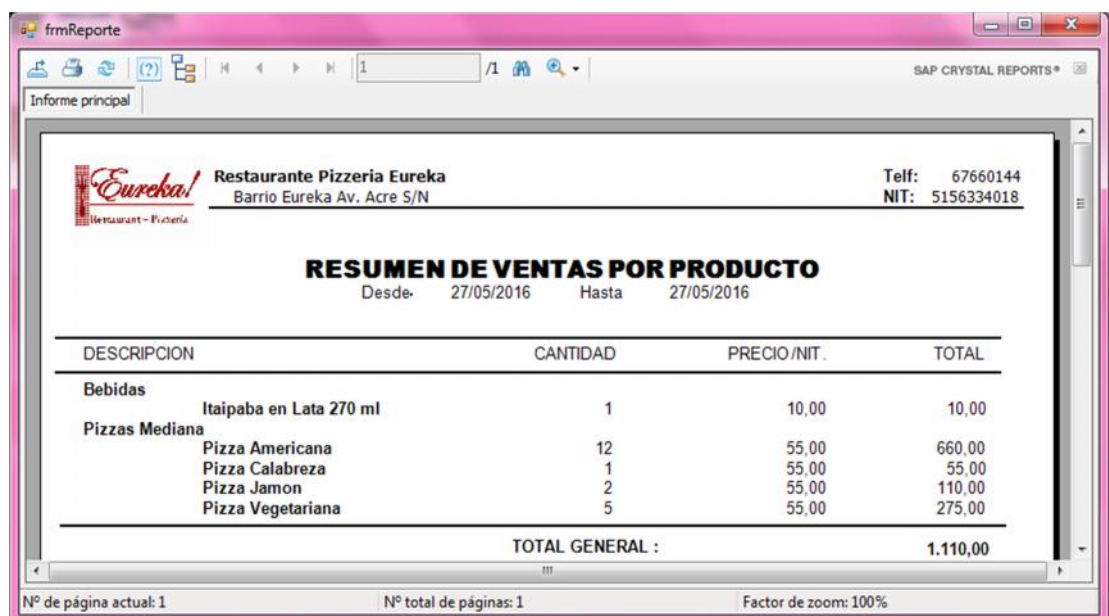 frmReporte
1 /1 SAP CRYSTAL REPORTS®
Informe principal
Eureka! Restaurante Pizzeria Eureka Telf: 67660144
Barrio Eureka Av. Acre S/N NIT: 5156334018
Restaurant - Pizzería
RESUMEN DE VENTAS POR PRODUCTO
Desde 27/05/2016 Hasta 27/05/2016
DESCRIPCION CANTIDAD PRECIO/NIT. TOTAL
Bebidas
Itaipaba en Lata 270 ml 1 10,00 10,00
Pizzas Mediana
Pizza Americana 12 55,00 660,00
Pizza Calabreza 1 55,00 55,00
Pizza Jamon 2 55,00 110,00
Pizza Vegetariana 5 55,00 275,00
TOTAL GENERAL : 1.110,00
Nº de página actual: 1 Nº total de páginas: 1 Factor de zoom: 100%